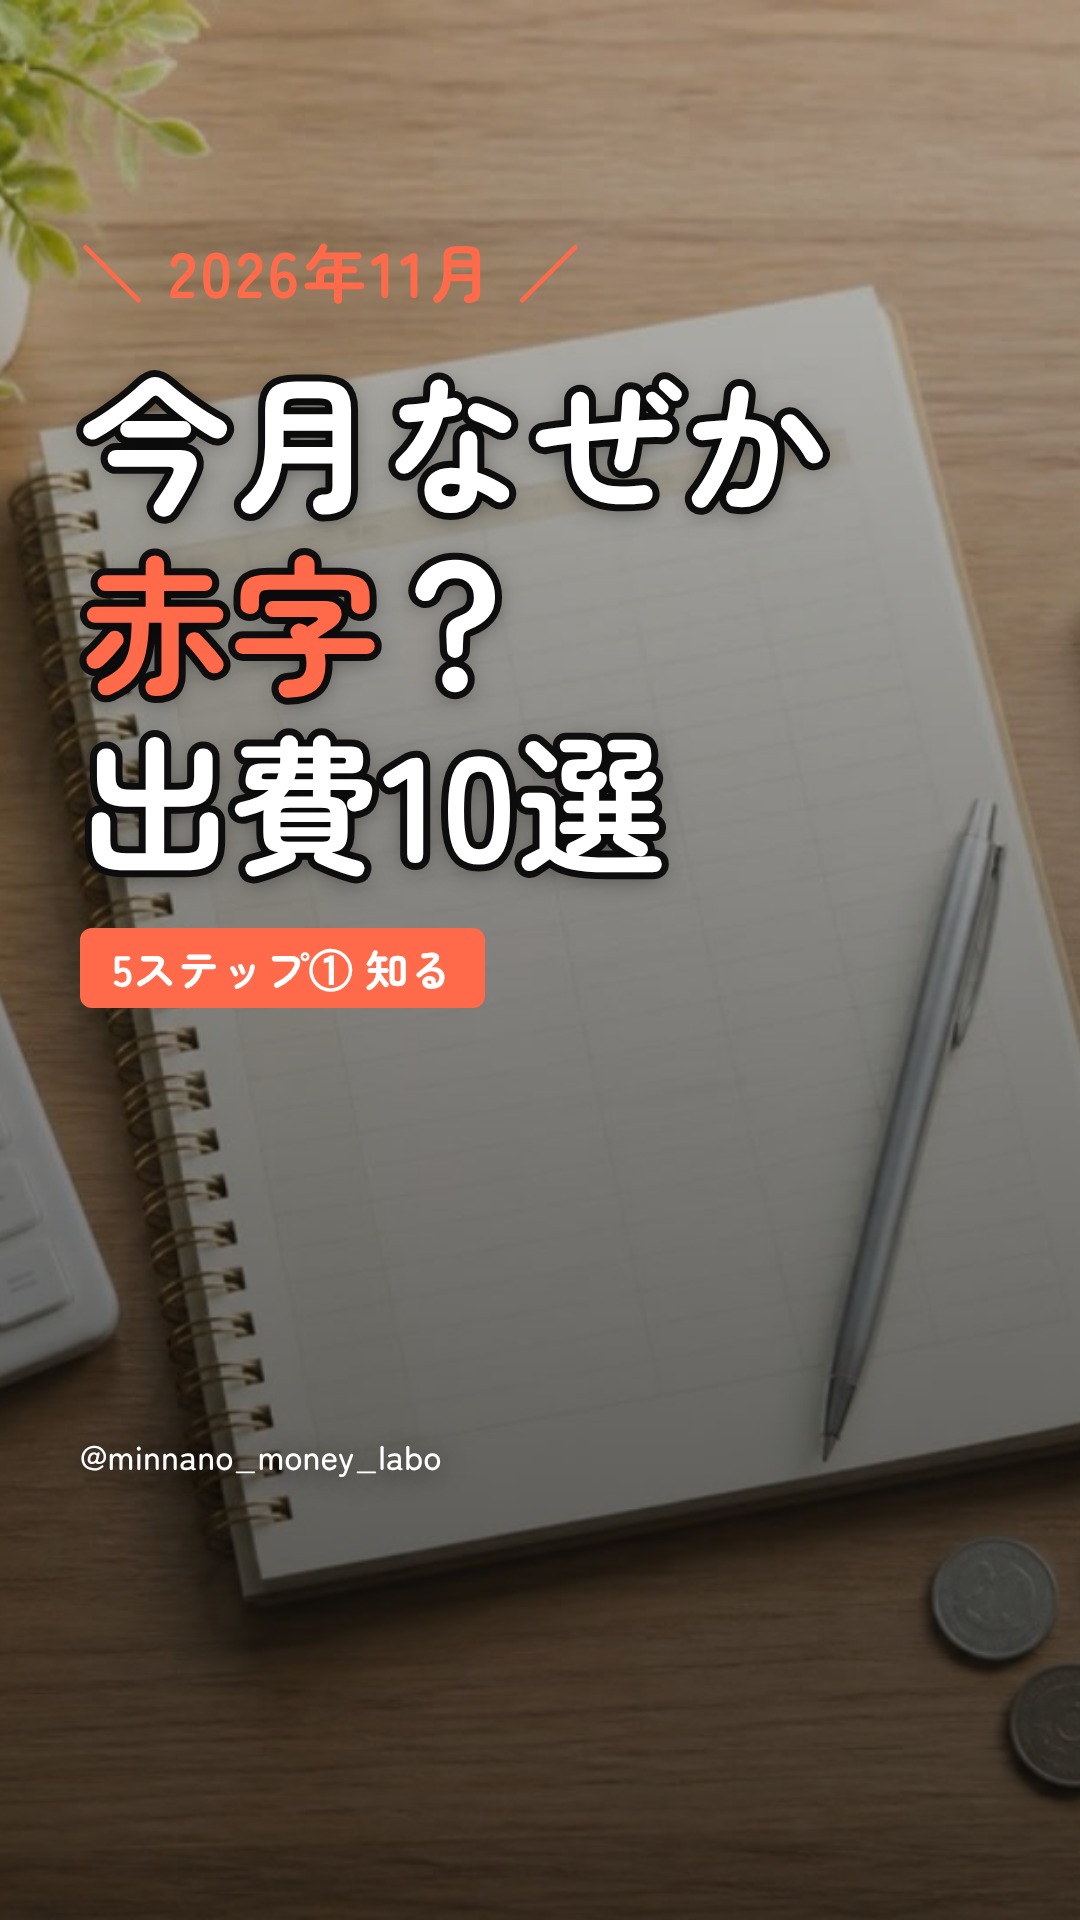 ＼ 2026年11月 ／
今月なぜか
赤字？
出費10選
5ステップ① 知る
@minnano_money_labo